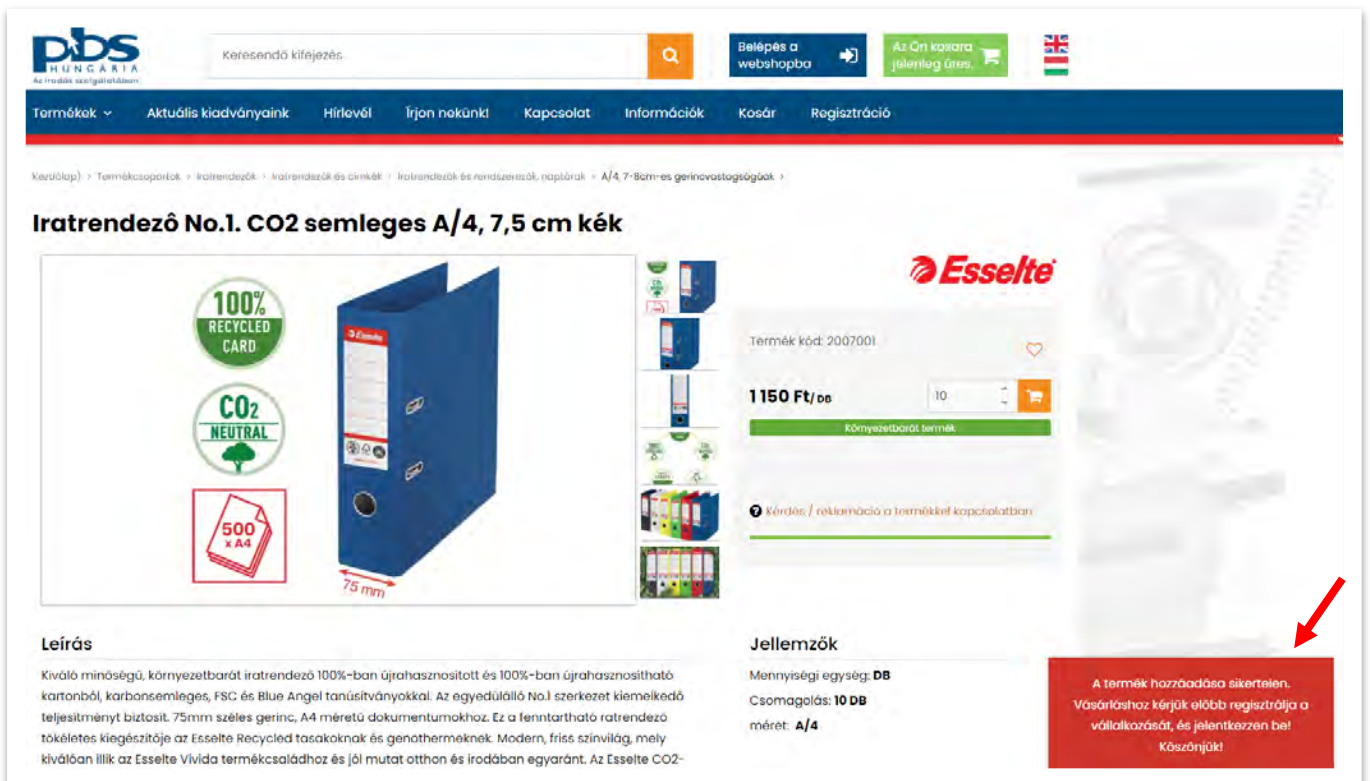 pbs
HUNGÁRIA
Az irodák szolgálatában
Keresendő kifejezés
Belépés a
webshopba
Az Ön kosara
jelenleg üres.
Termékek
Aktuális kiadványaink
Hírlevél
Írjon nekünk!
Kapcsolat
Információk
Kosár
Regisztráció
Kezdőlap) > Termékcsoportok > Iratrendezők > Iratrendezők és címkék > Iratrendezők és rendszerezők, naptárak > A/4, 7-8cm-es gerincvastagságúak >
Iratrendező No.1. CO2 semleges A/4, 7,5 cm kék
100%
RECYCLED
CARD
CO2
NEUTRAL
500
x A4
Esselte
75 mm
Esselte
Termék kód: 2007001
1 150 Ft/ DB
10
Környezetbarát termék
Kérdés / reklamáció a termékkel kapcsolatban
Leírás
Kiváló minőségű, környezetbarát iratrendező 100%-ban újrahasznosított és 100%-ban újrahasznosítható
kartonból, karbonsemleges, FSC és Blue Angel tanúsítványokkal. Az egyedülálló No.1 szerkezet kiemelkedő
teljesítményt biztosít. 75mm széles gerinc, A4 méretű dokumentumokhoz. Ez a fenntartható ratrendező
tökéletes kiegészítője az Esselte Recycled tasakoknak és genothermeknek. Modern, friss színvilág, mely
kiválóan illik az Esselte Vivida termékcsaládhoz és jól mutat otthon és irodában egyaránt. Az Esselte CO2-
Jellemzők
Mennyiségi egység: DB
Csomagolás: 10 DB
méret: A/4
A termék hozzáadása sikertelen.
Vásárláshoz kérjük előbb regisztrálja a
vállalkozását, és jelentkezzen be!
Köszönjük!